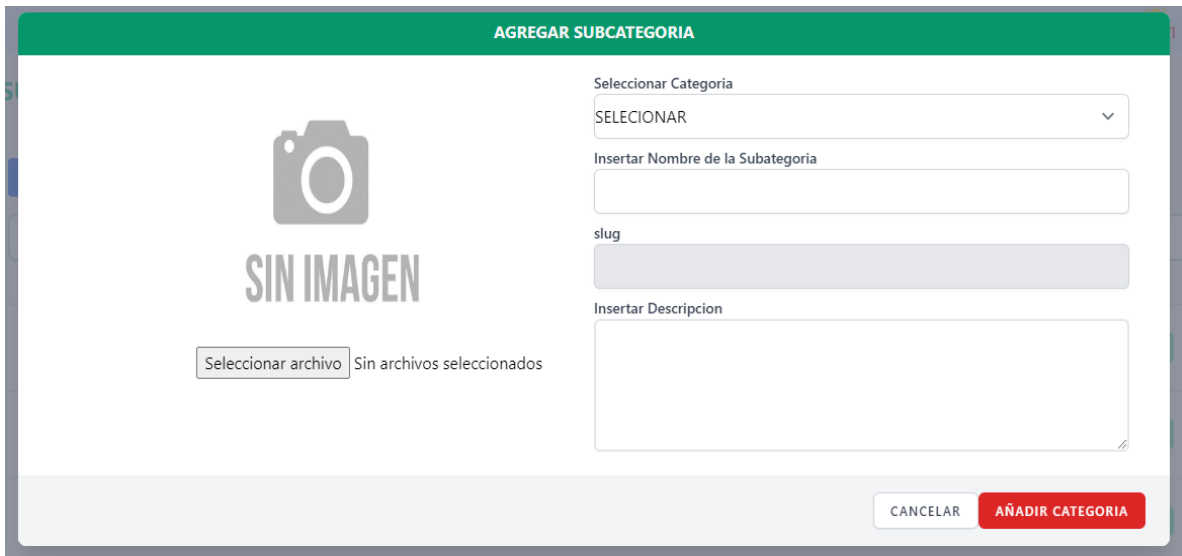 AGREGAR SUBCATEGORIA
Seleccionar Categoria
SELECIONAR
Insertar Nombre de la Subategoria
slug
Insertar Descripcion
SIN IMAGEN
Seleccionar archivo Sin archivos seleccionados
CANCELAR
AÑADIR CATEGORIA